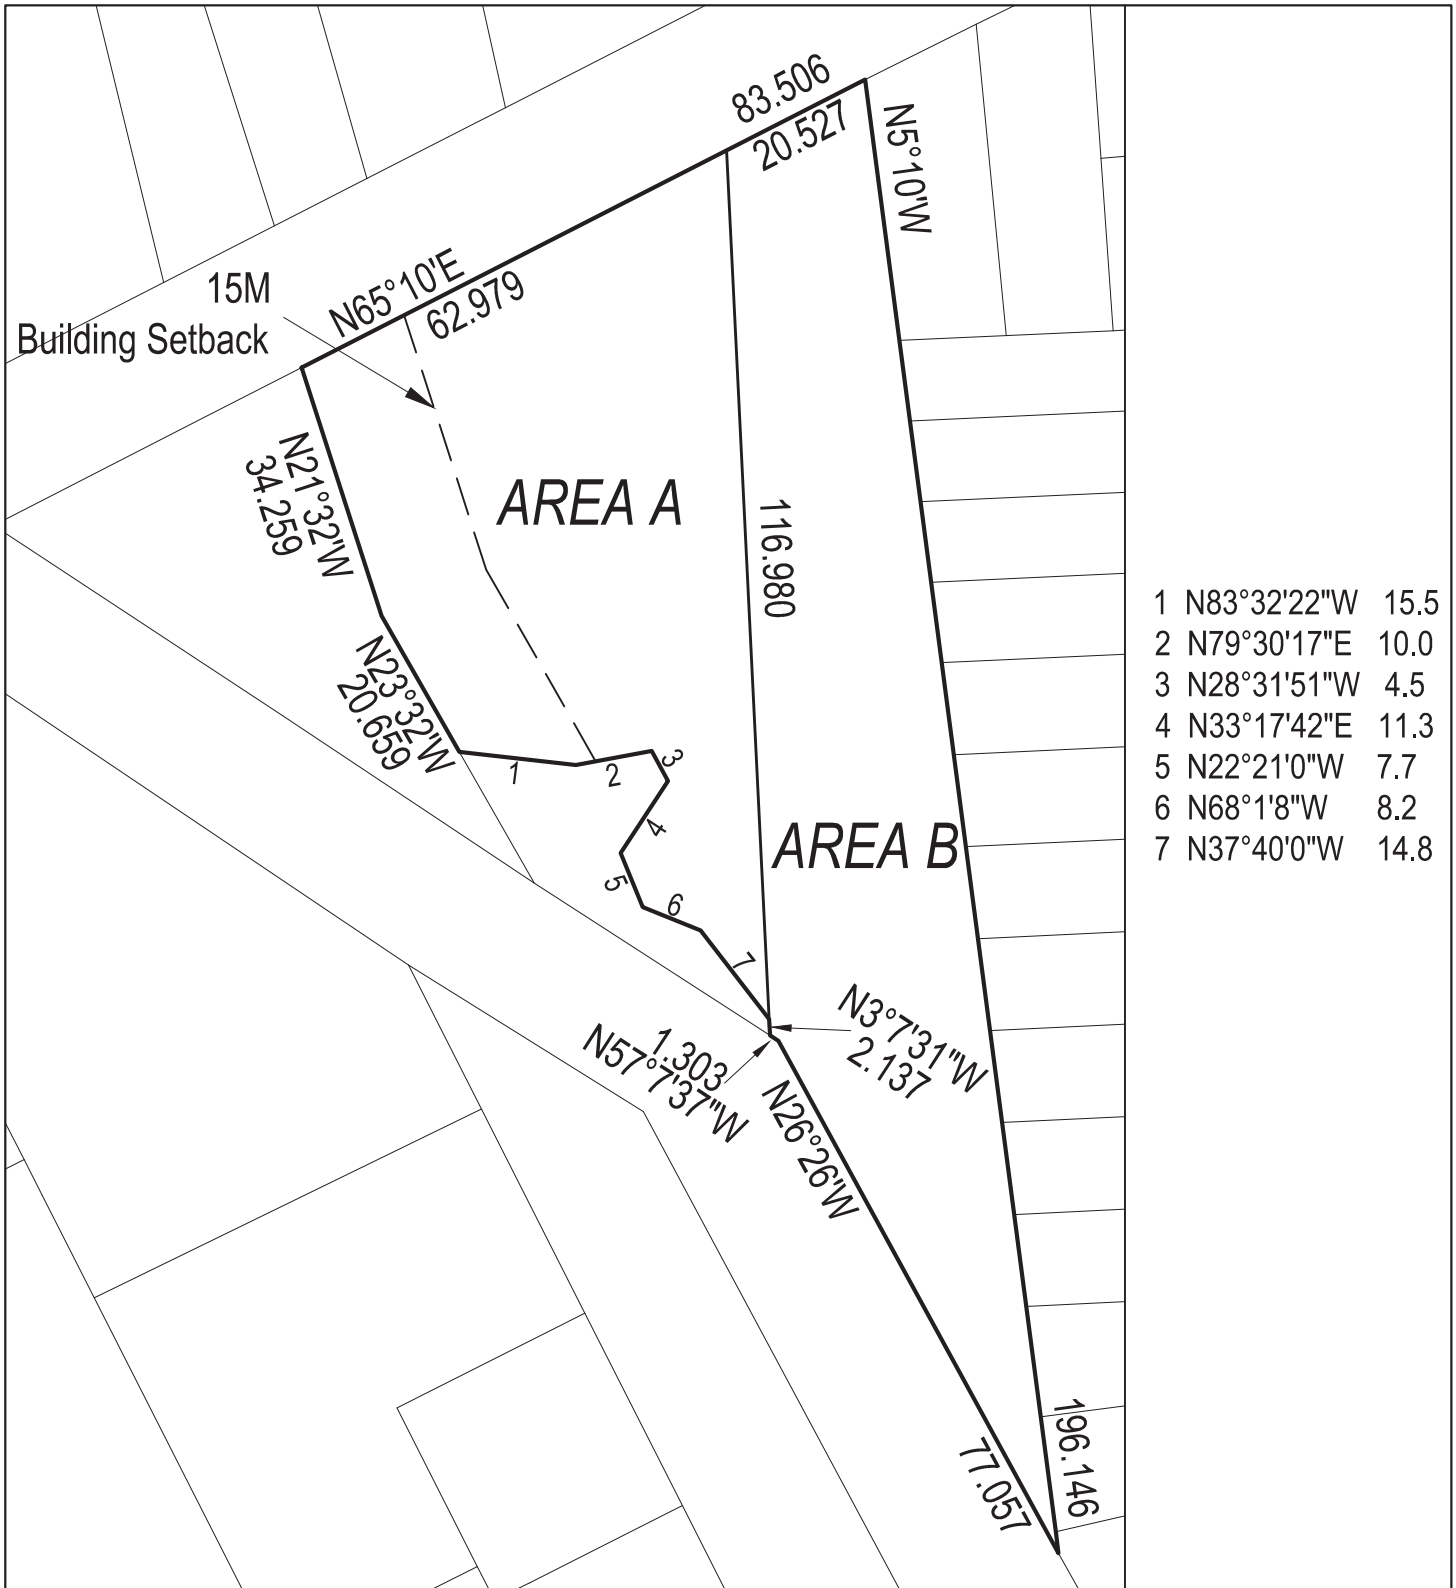 83.506
20.527
N5°10'W
15M
Building Setback
N65°10'E
62.979
N21°32'W
34.259
AREA A
116.980
N23°32'W
20.659
1
2
3
4
5
6
7
AREA B
N3°7'31"W
2.137
1.303
N57°7'37"W
N26°26'W
77.057
196.146
1 N83°32'22"W 15.5
2 N79°30'17"E 10.0
3 N28°31'51"W 4.5
4 N33°17'42"E 11.3
5 N22°21'0"W 7.7
6 N68°1'8"W 8.2
7 N37°40'0"W 14.8